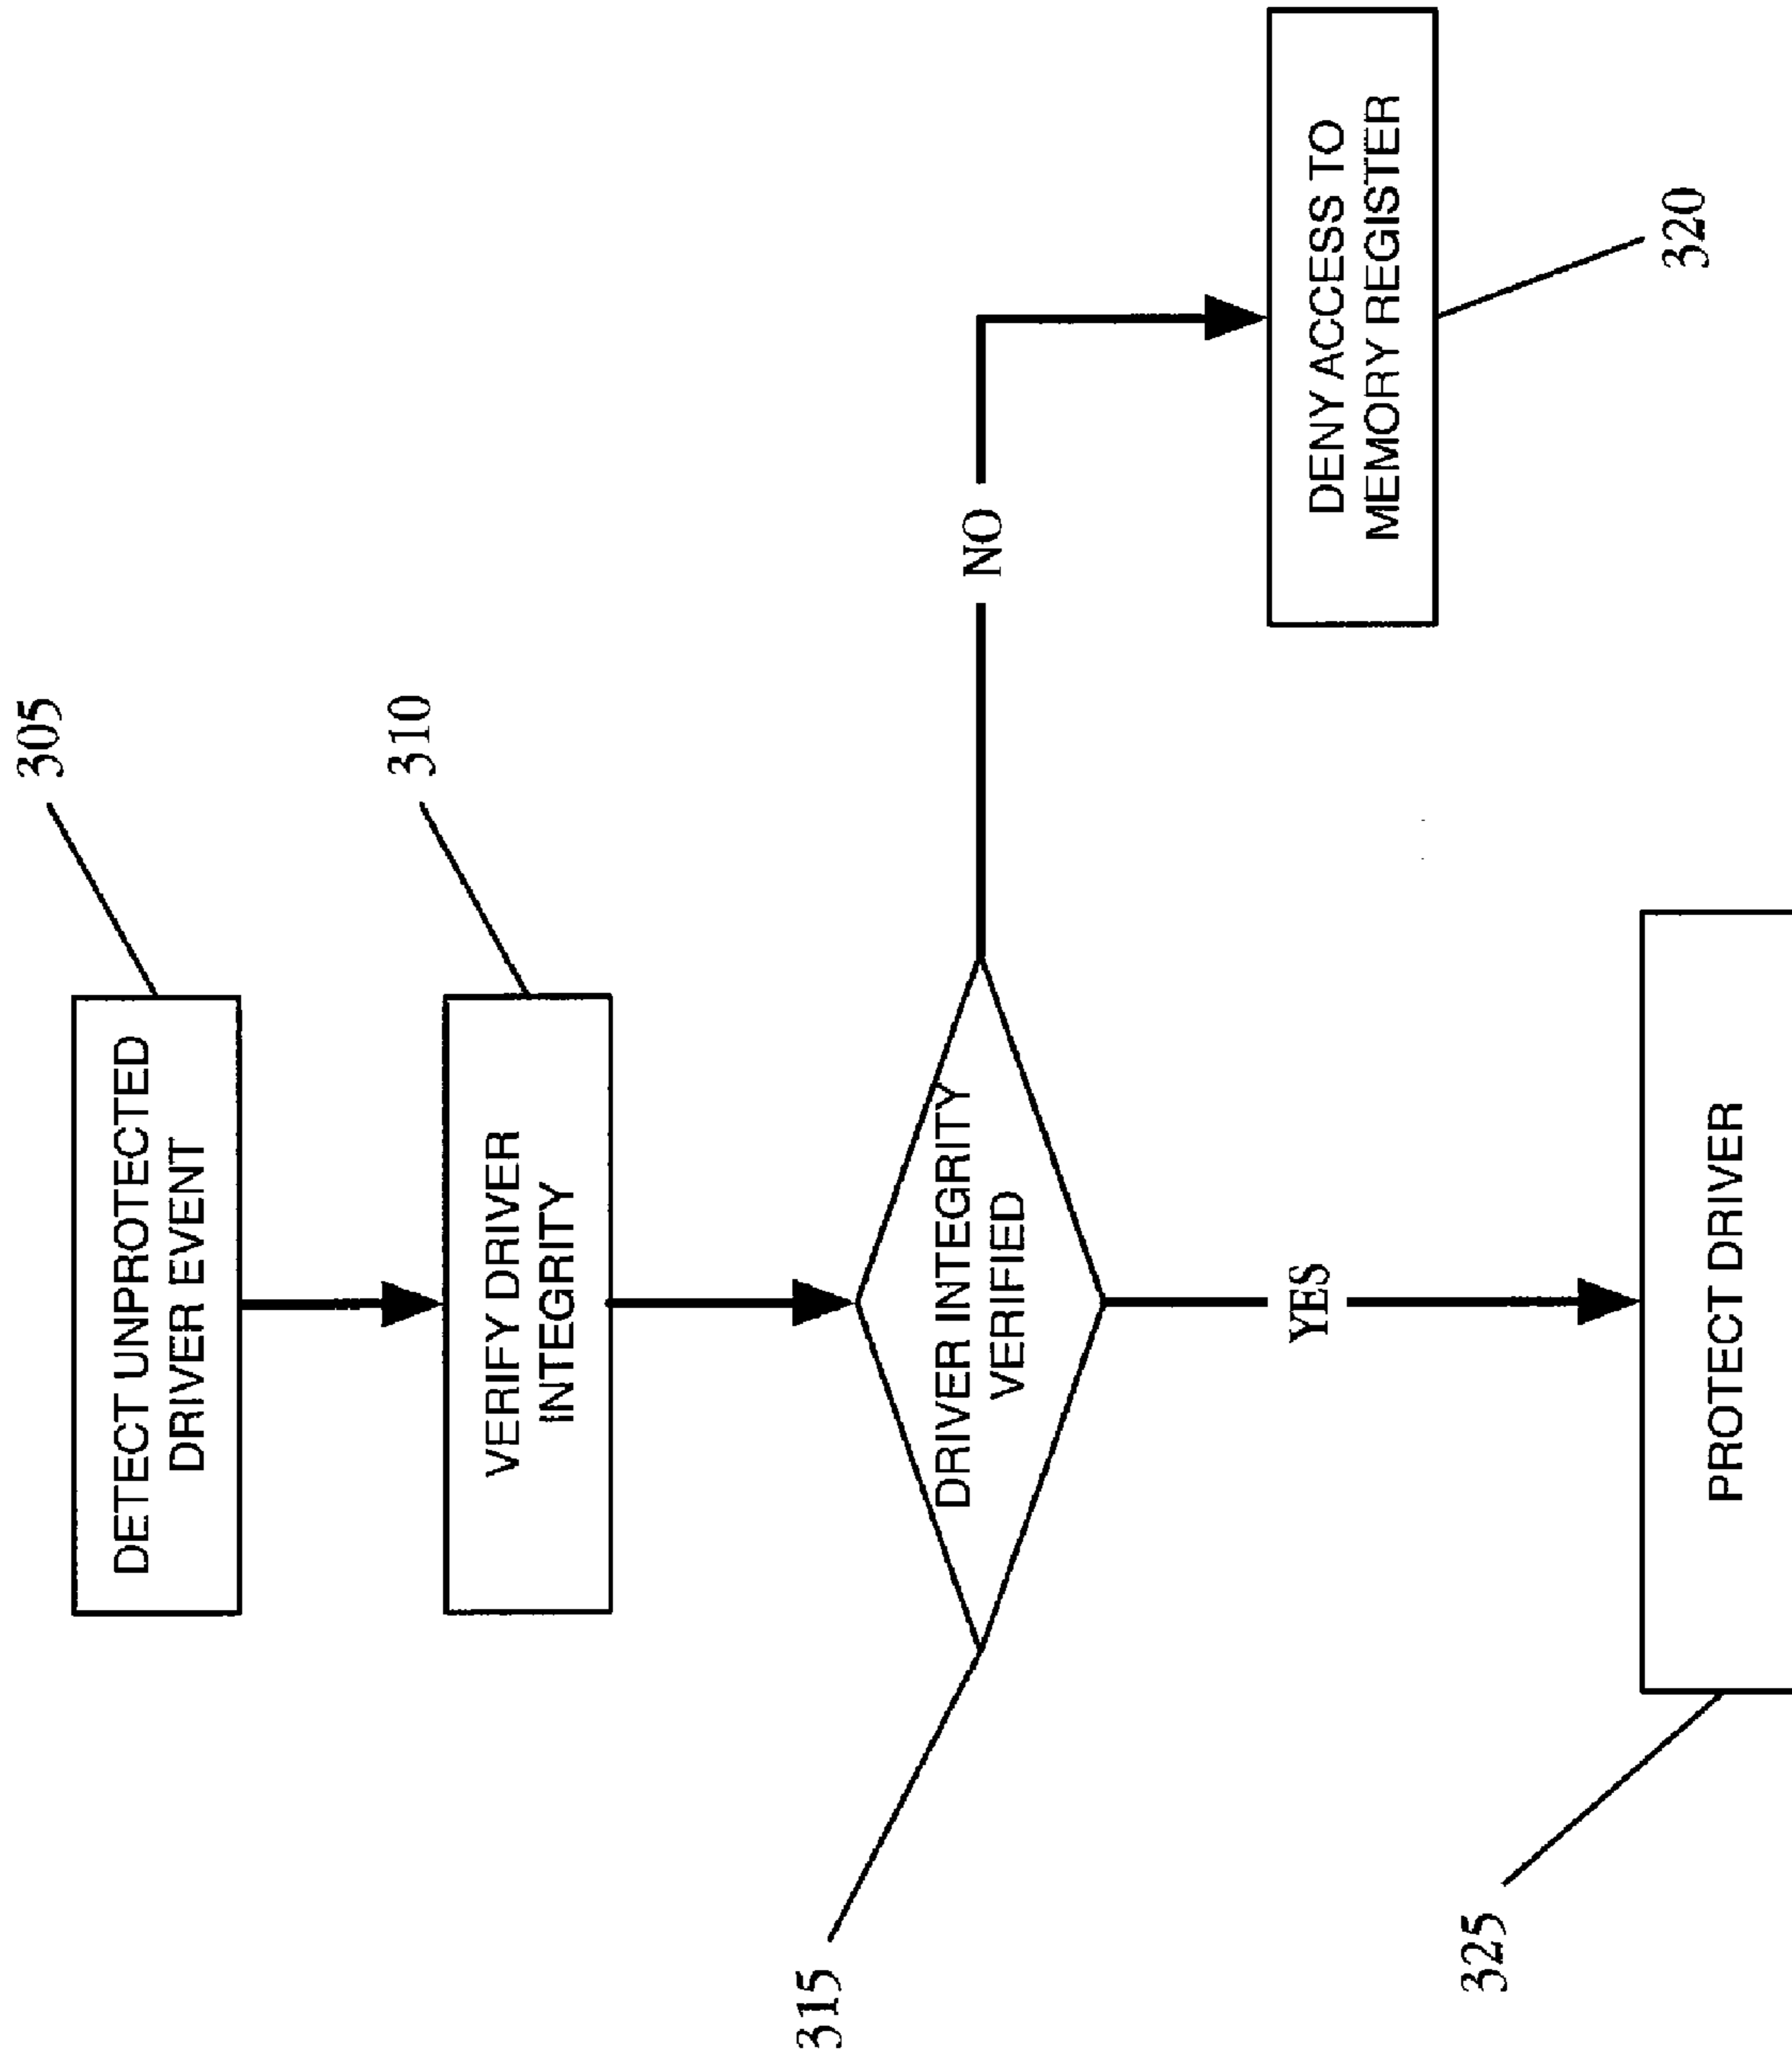 305
DETECT UNPROTECTED
DRIVER EVENT
310
VERIFY DRIVER
INTEGRITY
315
DRIVER INTEGRITY
VERIFIED
NO
DENY ACCESS TO
MEMORY REGISTER
320
YES
325
PROTECT DRIVER